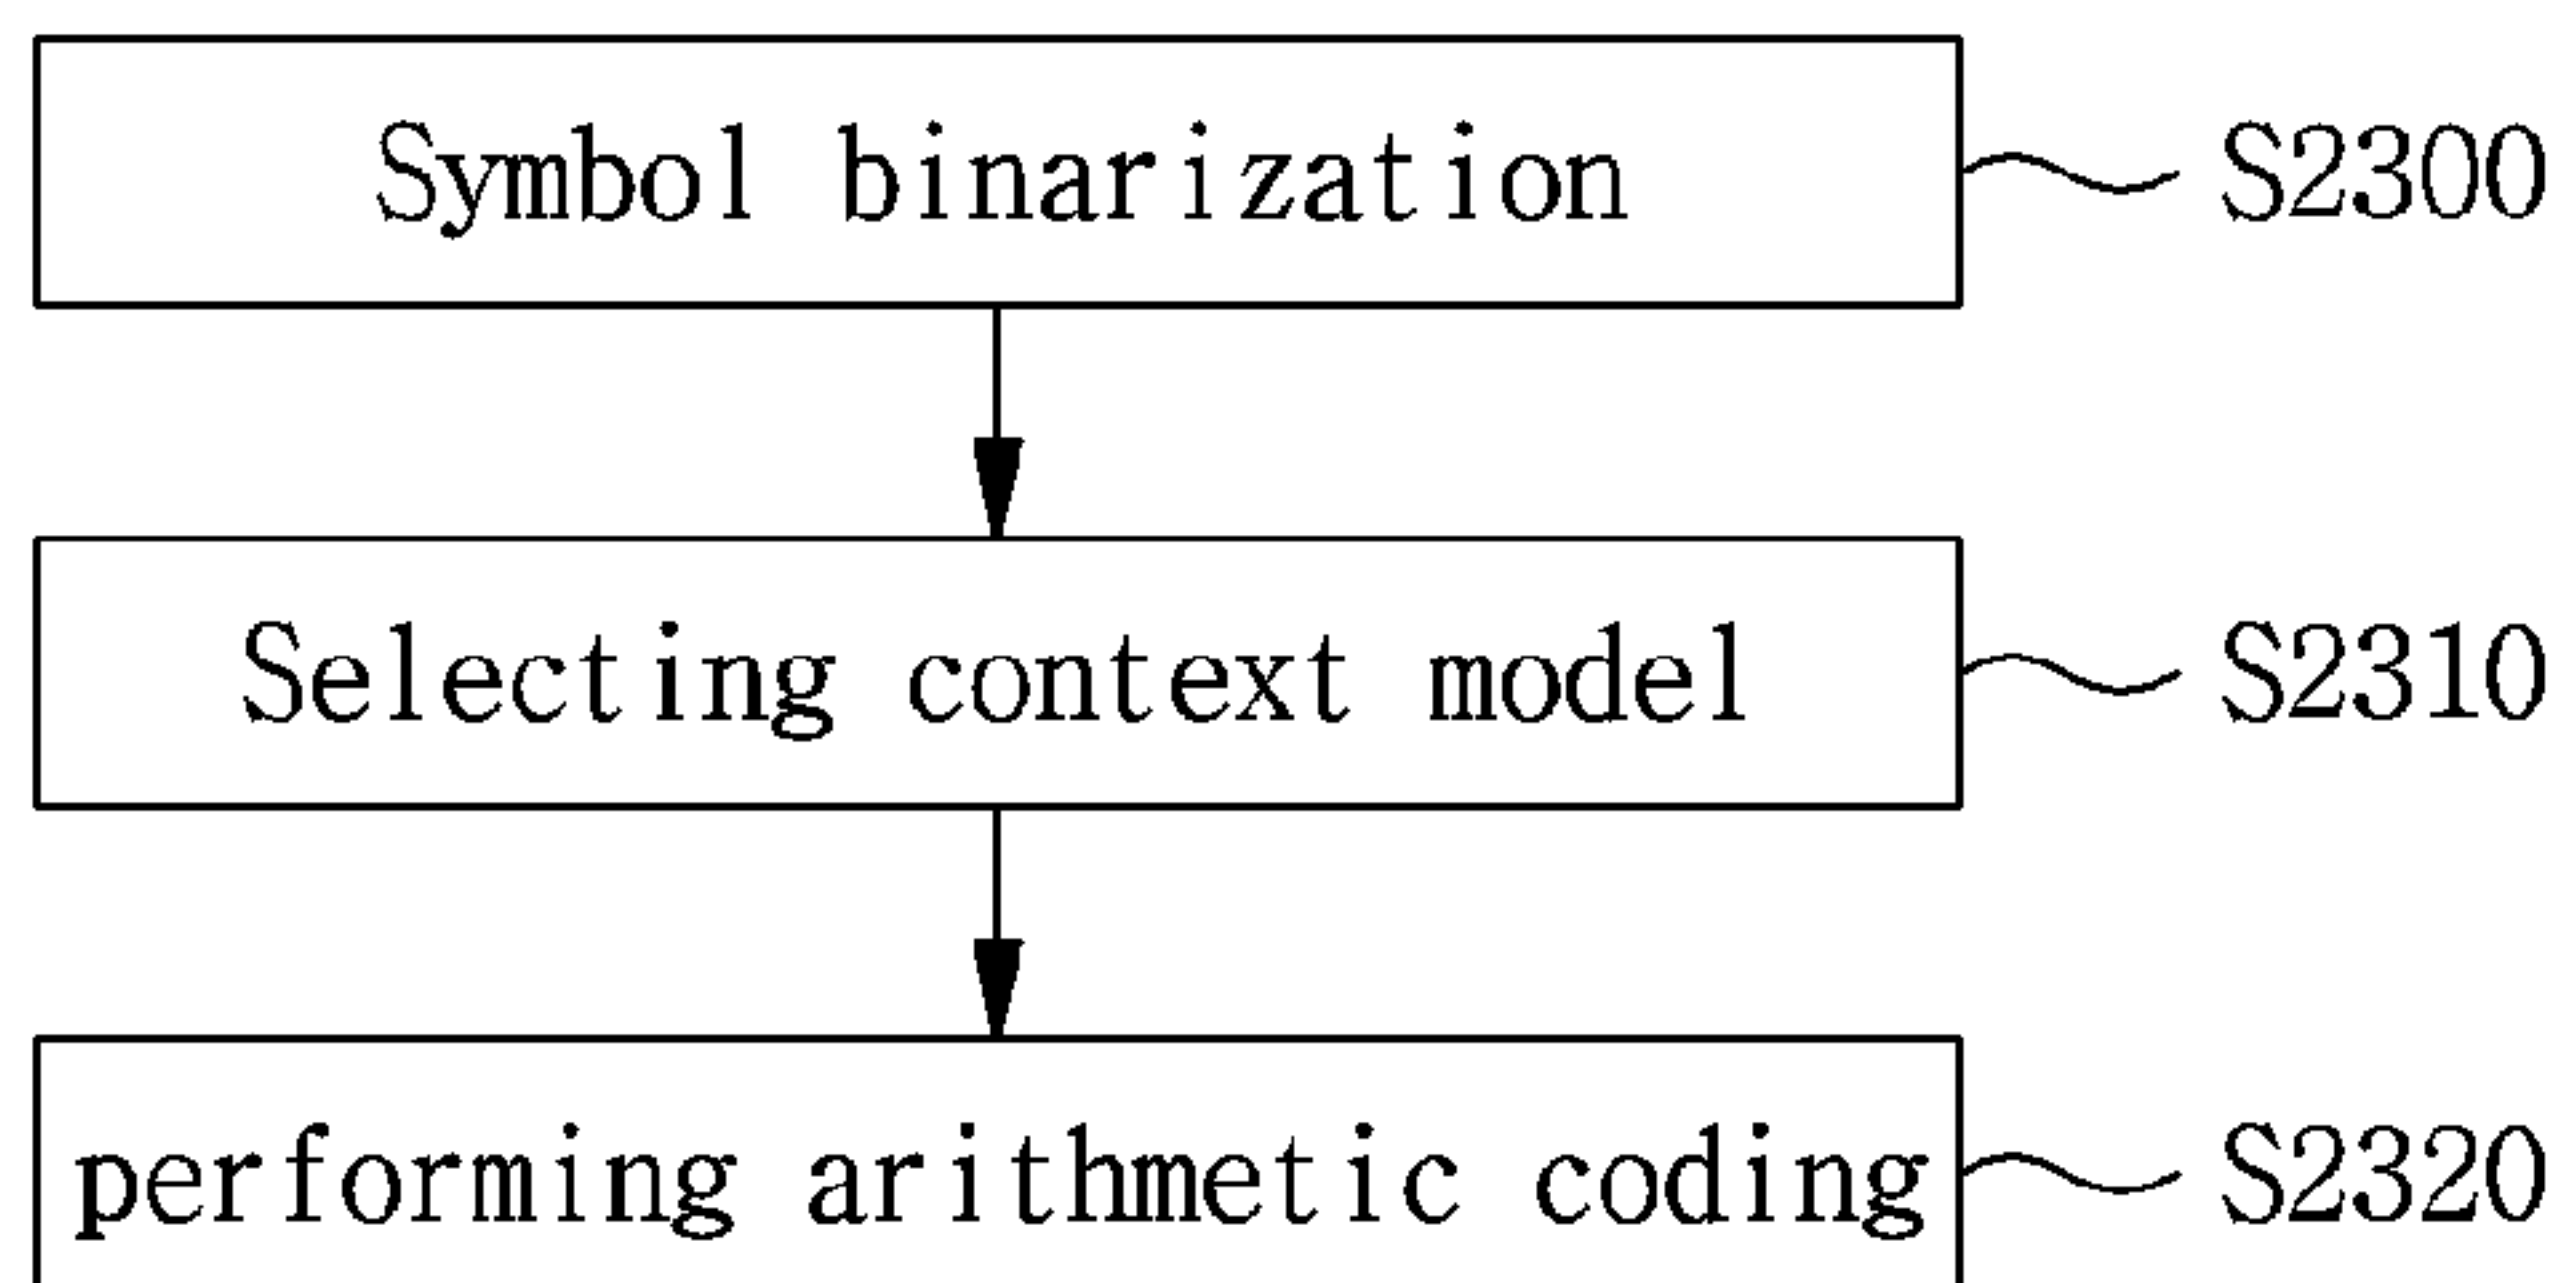 Symbol binarization S2300
Selecting context model S2310
performing arithmetic coding S2320